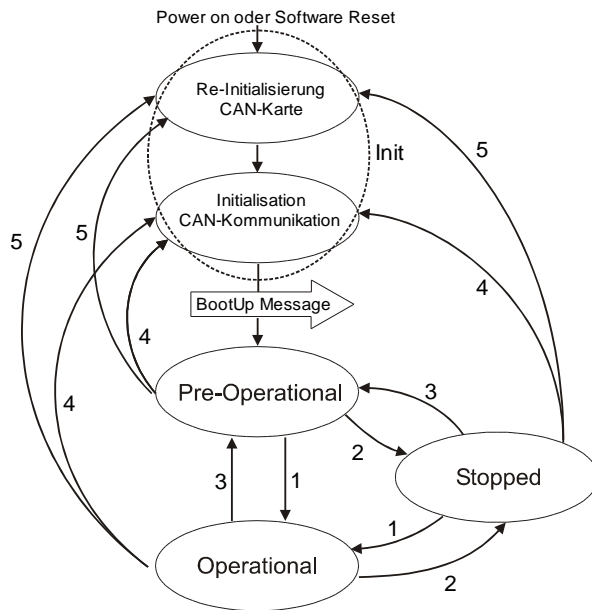 Power on oder Software Reset
Re-Initialisierung
CAN-Karte
Init
5
Initialisation
CAN-Kommunikation
5
5
4
BootUp Message
4
4
Pre-Operational
3
2
Stopped
3
1
1
Operational
2